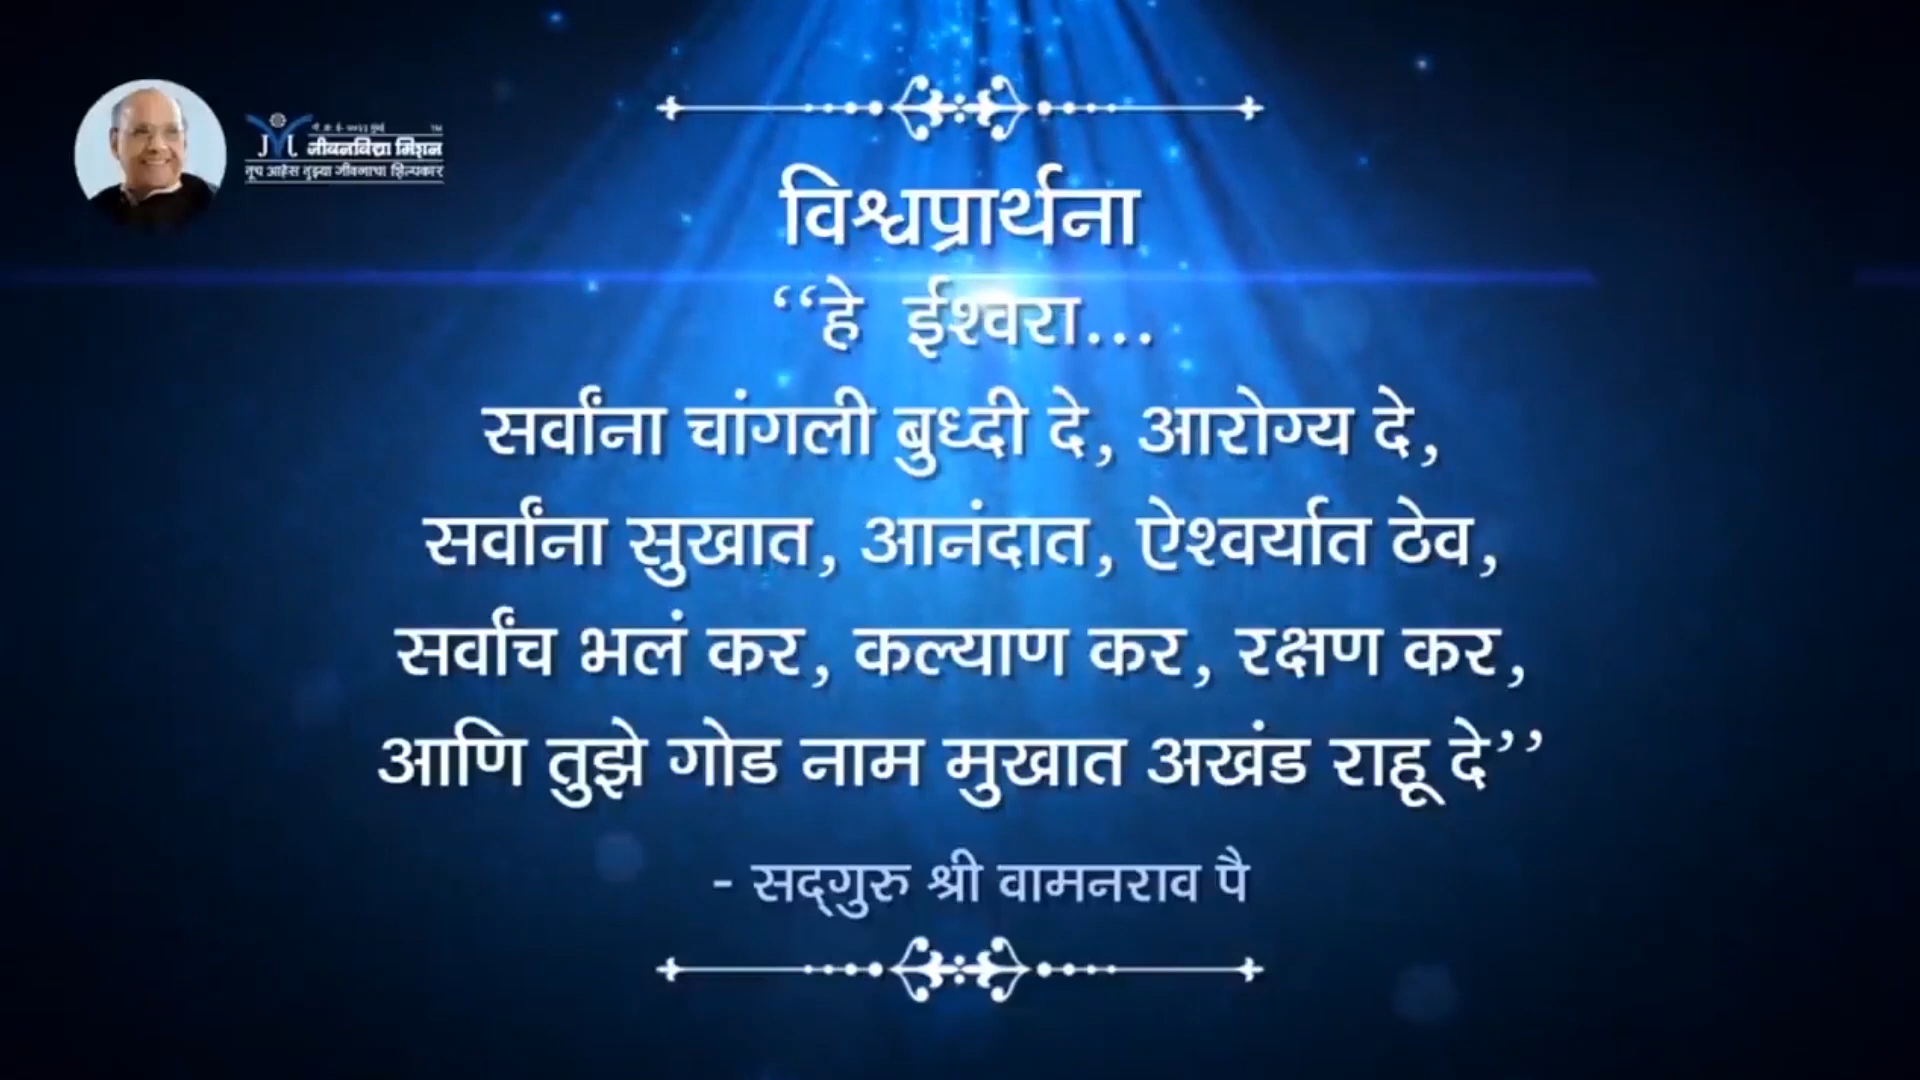 जीवनविद्या मिशन
तूच आहेस तुझ्या जीवनाचा शिल्पकार
विश्वप्रार्थना
‘‘हे ईश्वरा...
सर्वांना चांगली बुध्दी दे, आरोग्य दे,
सर्वांना सुखात, आनंदात, ऐश्वर्यात ठेव,
सर्वांच भलं कर, कल्याण कर, रक्षण कर,
आणि तुझे गोड नाम मुखात अखंड राहू दे’’
- सद्‌गुरु श्री वामनराव पै